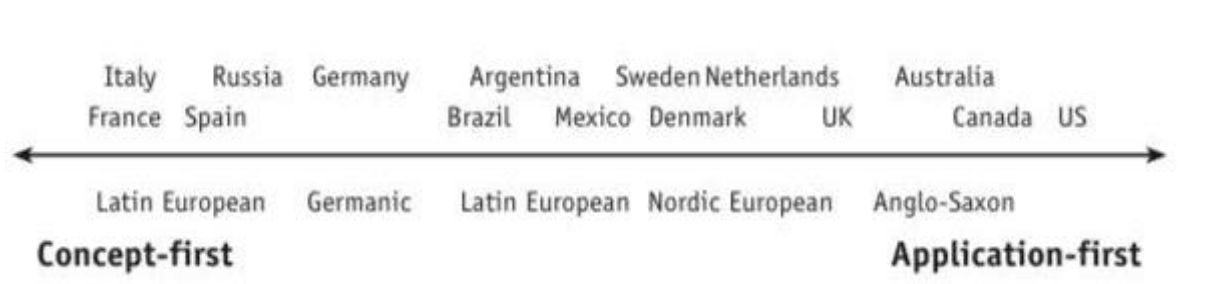 Italy Russia Germany Argentina Sweden Netherlands Australia
France Spain Brazil Mexico Denmark UK Canada US
Latin European Germanic Latin European Nordic European Anglo-Saxon
Concept-first Application-first